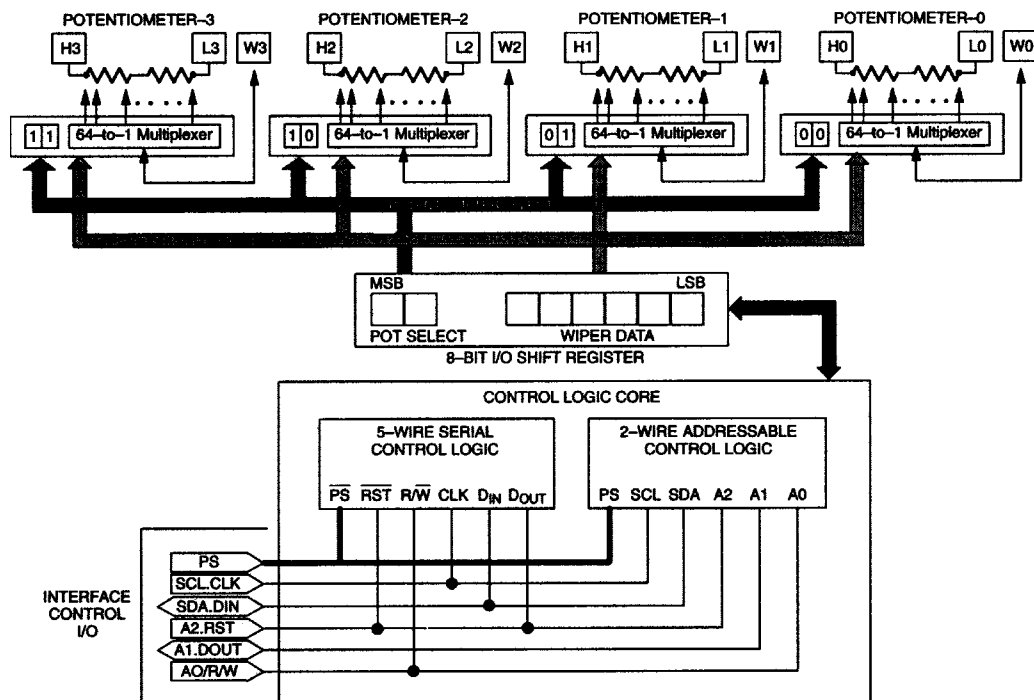 POTENTIOMETER–3 POTENTIOMETER–2 POTENTIOMETER–1 POTENTIOMETER–0
H3 L3 W3 H2 L2 W2 H1 L1 W1 H0 L0 W0
1 1 64–to–1 Multiplexer 1 0 64–to–1 Multiplexer 0 1 64–to–1 Multiplexer 0 0 64–to–1 Multiplexer
MSB LSB
POT SELECT WIPER DATA
8–BIT I/O SHIFT REGISTER
CONTROL LOGIC CORE
5–WIRE SERIAL
CONTROL LOGIC
2–WIRE ADDRESSABLE
CONTROL LOGIC
P̅S̅ R̅S̅T̅ R/W̅ CLK DIN DOUT
PS SCL SDA A2 A1 A0
INTERFACE
CONTROL
I/O
PS
SCL.CLK
SDA.DIN
A2.RST
A1.DOUT
AO/R/W